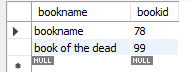 bookname bookid
bookname 78
book of the dead 99
NULL NULL